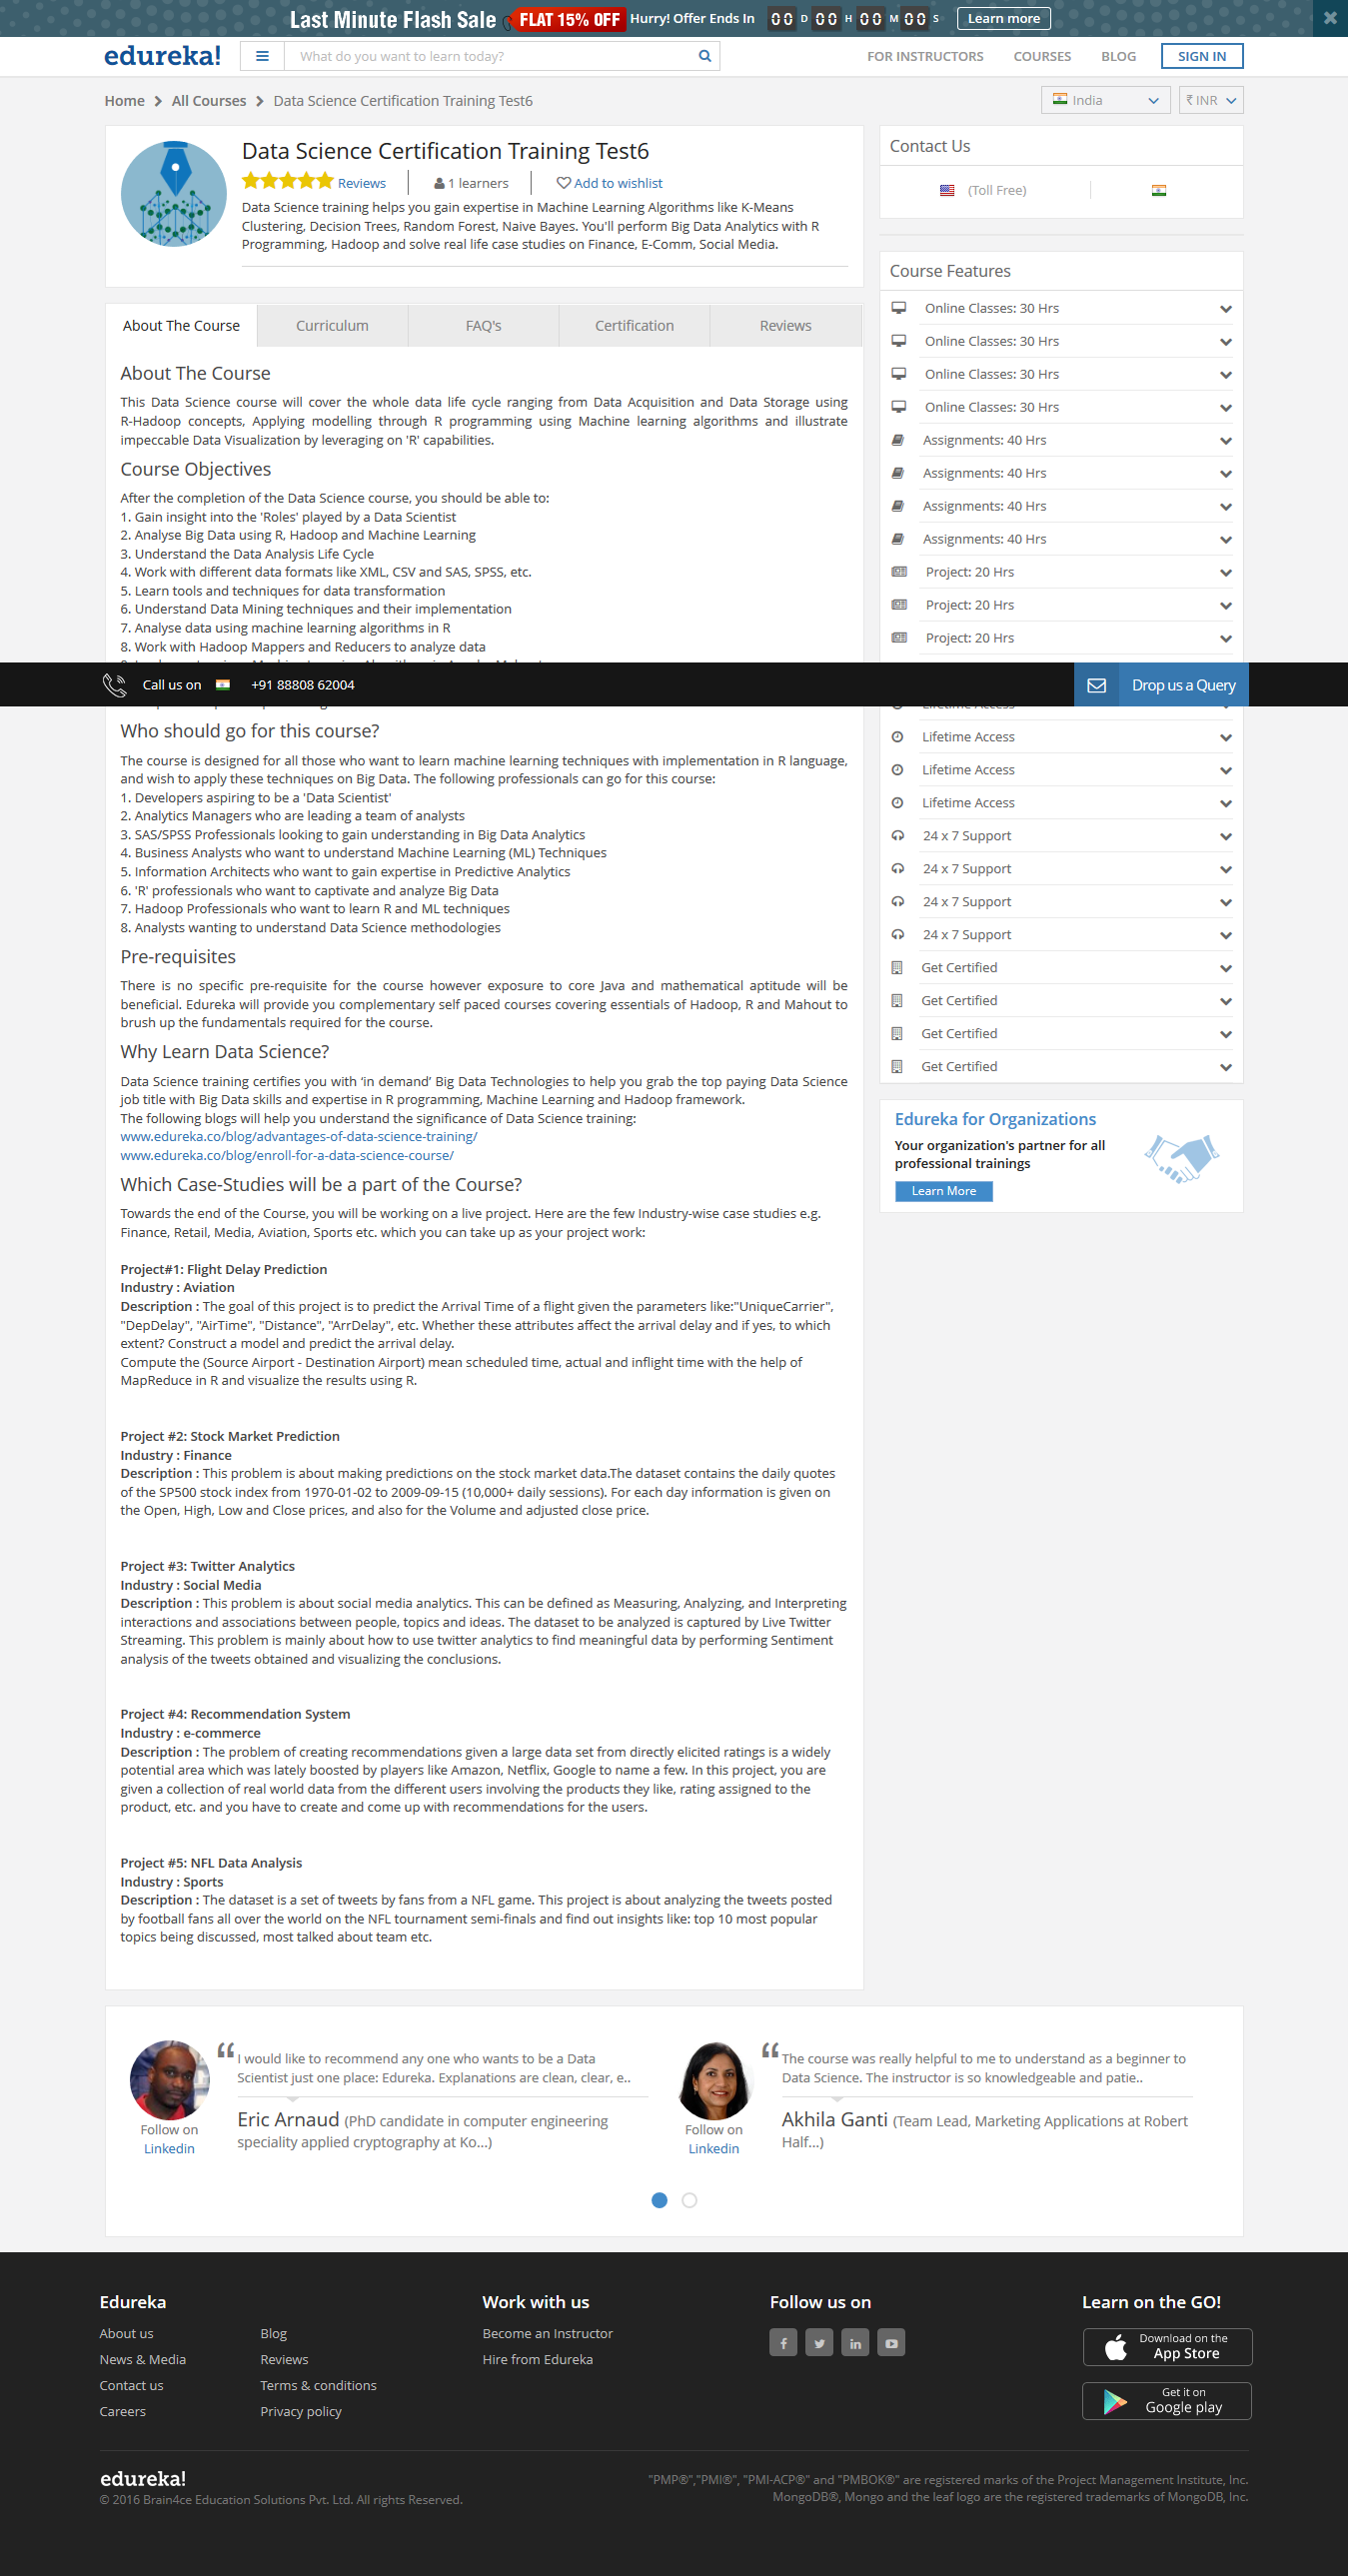 Last Minute Flash Sale FLAT 15% OFF Hurry! Offer Ends In 00 D 00 H 00 M 00 S Learn more
edureka! What do you want to learn today? FOR INSTRUCTORS COURSES BLOG SIGN IN
Home All Courses Data Science Certification Training Test6 India ₹ INR
Data Science Certification Training Test6
Reviews 1 learners Add to wishlist
Data Science training helps you gain expertise in Machine Learning Algorithms like K-Means
Clustering, Decision Trees, Random Forest, Naive Bayes. You'll perform Big Data Analytics with R
Programming, Hadoop and solve real life case studies on Finance, E-Comm, Social Media.
About The Course Curriculum FAQ's Certification Reviews
About The Course
This Data Science course will cover the whole data life cycle ranging from Data Acquisition and Data Storage using
R-Hadoop concepts, Applying modelling through R programming using Machine learning algorithms and illustrate
impeccable Data Visualization by leveraging on 'R' capabilities.
Course Objectives
After the completion of the Data Science course, you should be able to:
1. Gain insight into the 'Roles' played by a Data Scientist
2. Analyse Big Data using R, Hadoop and Machine Learning
3. Understand the Data Analysis Life Cycle
4. Work with different data formats like XML, CSV and SAS, SPSS, etc.
5. Learn tools and techniques for data transformation
6. Understand Data Mining techniques and their implementation
7. Analyse data using machine learning algorithms in R
8. Work with Hadoop Mappers and Reducers to analyze data
Call us on +91 88808 62004 Drop us a Query
Who should go for this course?
The course is designed for all those who want to learn machine learning techniques with implementation in R language,
and wish to apply these techniques on Big Data. The following professionals can go for this course:
1. Developers aspiring to be a 'Data Scientist'
2. Analytics Managers who are leading a team of analysts
3. SAS/SPSS Professionals looking to gain understanding in Big Data Analytics
4. Business Analysts who want to understand Machine Learning (ML) Techniques
5. Information Architects who want to gain expertise in Predictive Analytics
6. 'R' professionals who want to captivate and analyze Big Data
7. Hadoop Professionals who want to learn R and ML techniques
8. Analysts wanting to understand Data Science methodologies
Pre-requisites
There is no specific pre-requisite for the course however exposure to core Java and mathematical aptitude will be
beneficial. Edureka will provide you complementary self paced courses covering essentials of Hadoop, R and Mahout to
brush up the fundamentals required for the course.
Why Learn Data Science?
Data Science training certifies you with ‘in demand’ Big Data Technologies to help you grab the top paying Data Science
job title with Big Data skills and expertise in R programming, Machine Learning and Hadoop framework.
The following blogs will help you understand the significance of Data Science training:
www.edureka.co/blog/advantages-of-data-science-training/
www.edureka.co/blog/enroll-for-a-data-science-course/
Which Case-Studies will be a part of the Course?
Towards the end of the Course, you will be working on a live project. Here are the few Industry-wise case studies e.g.
Finance, Retail, Media, Aviation, Sports etc. which you can take up as your project work:
Project#1: Flight Delay Prediction
Industry : Aviation
Description : The goal of this project is to predict the Arrival Time of a flight given the parameters like:"UniqueCarrier",
"DepDelay", "AirTime", "Distance", "ArrDelay", etc. Whether these attributes affect the arrival delay and if yes, to which
extent? Construct a model and predict the arrival delay.
Compute the (Source Airport - Destination Airport) mean scheduled time, actual and inflight time with the help of
MapReduce in R and visualize the results using R.
Project #2: Stock Market Prediction
Industry : Finance
Description : This problem is about making predictions on the stock market data.The dataset contains the daily quotes
of the SP500 stock index from 1970-01-02 to 2009-09-15 (10,000+ daily sessions). For each day information is given on
the Open, High, Low and Close prices, and also for the Volume and adjusted close price.
Project #3: Twitter Analytics
Industry : Social Media
Description : This problem is about social media analytics. This can be defined as Measuring, Analyzing, and Interpreting
interactions and associations between people, topics and ideas. The dataset to be analyzed is captured by Live Twitter
Streaming. This problem is mainly about how to use twitter analytics to find meaningful data by performing Sentiment
analysis of the tweets obtained and visualizing the conclusions.
Project #4: Recommendation System
Industry : e-commerce
Description : The problem of creating recommendations given a large data set from directly elicited ratings is a widely
potential area which was lately boosted by players like Amazon, Netflix, Google to name a few. In this project, you are
given a collection of real world data from the different users involving the products they like, rating assigned to the
product, etc. and you have to create and come up with recommendations for the users.
Project #5: NFL Data Analysis
Industry : Sports
Description : The dataset is a set of tweets by fans from a NFL game. This project is about analyzing the tweets posted
by football fans all over the world on the NFL tournament semi-finals and find out insights like: top 10 most popular
topics being discussed, most talked about team etc.
Contact Us
(Toll Free)
Course Features
Online Classes: 30 Hrs
Online Classes: 30 Hrs
Online Classes: 30 Hrs
Online Classes: 30 Hrs
Assignments: 40 Hrs
Assignments: 40 Hrs
Assignments: 40 Hrs
Assignments: 40 Hrs
Project: 20 Hrs
Project: 20 Hrs
Project: 20 Hrs
Lifetime Access
Lifetime Access
Lifetime Access
Lifetime Access
24 x 7 Support
24 x 7 Support
24 x 7 Support
24 x 7 Support
Get Certified
Get Certified
Get Certified
Get Certified
Edureka for Organizations
Your organization's partner for all
professional trainings
Learn More
“I would like to recommend any one who wants to be a Data
Scientist just one place: Edureka. Explanations are clean, clear, e..
Eric Arnaud (PhD candidate in computer engineering
speciality applied cryptography at Ko...)
Follow on
Linkedin
“The course was really helpful to me to understand as a beginner to
Data Science. The instructor is so knowledgeable and patie..
Akhila Ganti (Team Lead, Marketing Applications at Robert
Half...)
Follow on
Linkedin
Edureka
About us Blog
News & Media Reviews
Contact us Terms & conditions
Careers Privacy policy
Work with us
Become an Instructor
Hire from Edureka
Follow us on
Learn on the GO!
Download on the
App Store
Get it on
Google play
edureka!
© 2016 Brain4ce Education Solutions Pvt. Ltd. All rights Reserved.
"PMP®","PMI®", "PMI-ACP®" and "PMBOK®" are registered marks of the Project Management Institute, Inc.
MongoDB®, Mongo and the leaf logo are the registered trademarks of MongoDB, Inc.